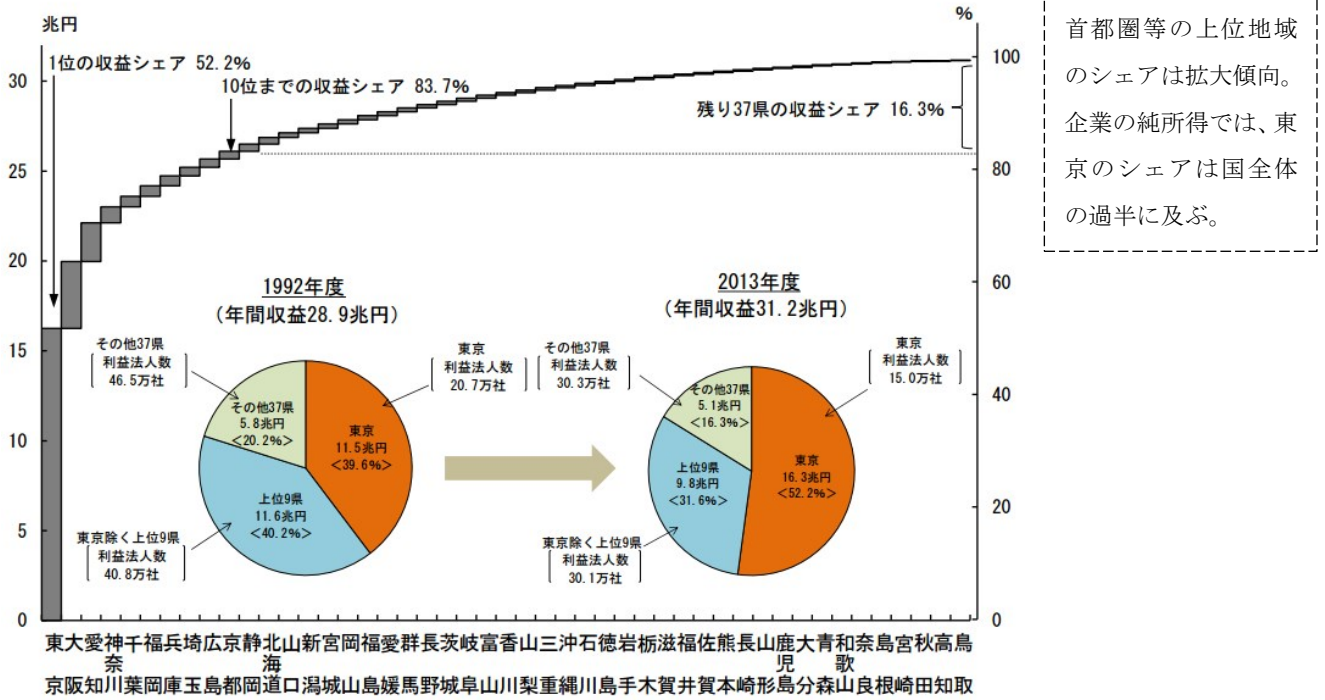 兆円
%
首都圏等の上位地域
のシェアは拡大傾向。
企業の純所得では、東
京のシェアは国全体
の過半に及ぶ。
1位の収益シェア 52.2%
10位までの収益シェア 83.7%
残り37県の収益シェア 16.3%
30
25
20
15
10
5
0
100
80
60
40
20
0
1992年度
(年間収益28.9兆円)
その他37県
利益法人数
46.5万社
東京
利益法人数
20.7万社
その他37県
5.8兆円
<20.2%>
東京
11.5兆円
<39.6%>
上位9県
11.6兆円
<40.2%>
東京除く上位9県
利益法人数
40.8万社
2013年度
(年間収益31.2兆円)
その他37県
利益法人数
30.3万社
東京
利益法人数
15.0万社
その他37県
5.1兆円
<16.3%>
上位9県
9.8兆円
<31.6%>
東京
16.3兆円
<52.2%>
東京除く上位9県
利益法人数
30.1万社
東京
大阪
愛知
神奈川
千葉
福岡
兵庫
埼玉
広島
京都
静岡
北海道
山口
新潟
宮城
岡山
福島
愛媛
群馬
長野
茨城
岐阜
富山
香川
山梨
三重
沖縄
石川
徳島
岩手
栃木
滋賀
福井
佐賀
熊本
長崎
山形
鹿児島
大分
青森
和歌山
奈良
島根
宮崎
秋田
高知
鳥取